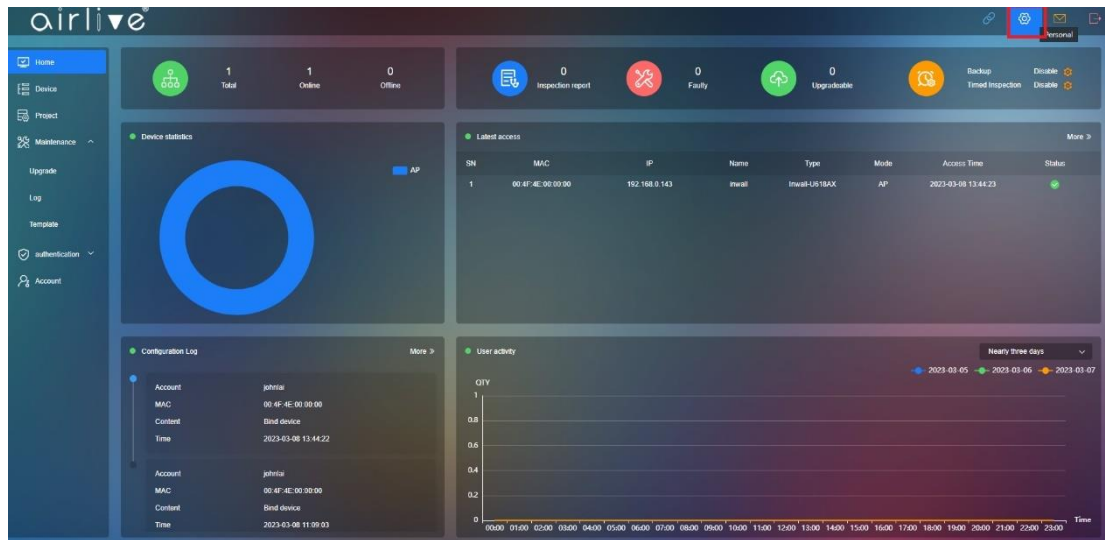 airlive®
Personal
Home
Device
Project
Maintenance
Upgrade
Log
Template
authentication
Account
1 1 0
Total Online Offline
0 0 0
Inspection report Faulty Upgradeable
Backup Disable
Timed Inspection Disable
Device statistics
AP
Latest access More »
SN MAC IP Name Type Mode Access Time Status
1 00:4F:4E:00:00:00 192.168.0.143 inwall Inwall-U618AX AP 2023-03-08 13:44:23
Configuration Log More »
Account johnlai
MAC 00:4F:4E:00:00:00
Content Bind device
Time 2023-03-08 13:44:22
Account johnlai
MAC 00:4F:4E:00:00:00
Content Bind device
Time 2023-03-08 11:09:03
User activity Nearly three days
2023-03-05 2023-03-06 2023-03-07
QTY
1
0.8
0.6
0.4
0.2
0
00:00 01:00 02:00 03:00 04:00 05:00 06:00 07:00 08:00 09:00 10:00 11:00 12:00 13:00 14:00 15:00 16:00 17:00 18:00 19:00 20:00 21:00 22:00 23:00 Time